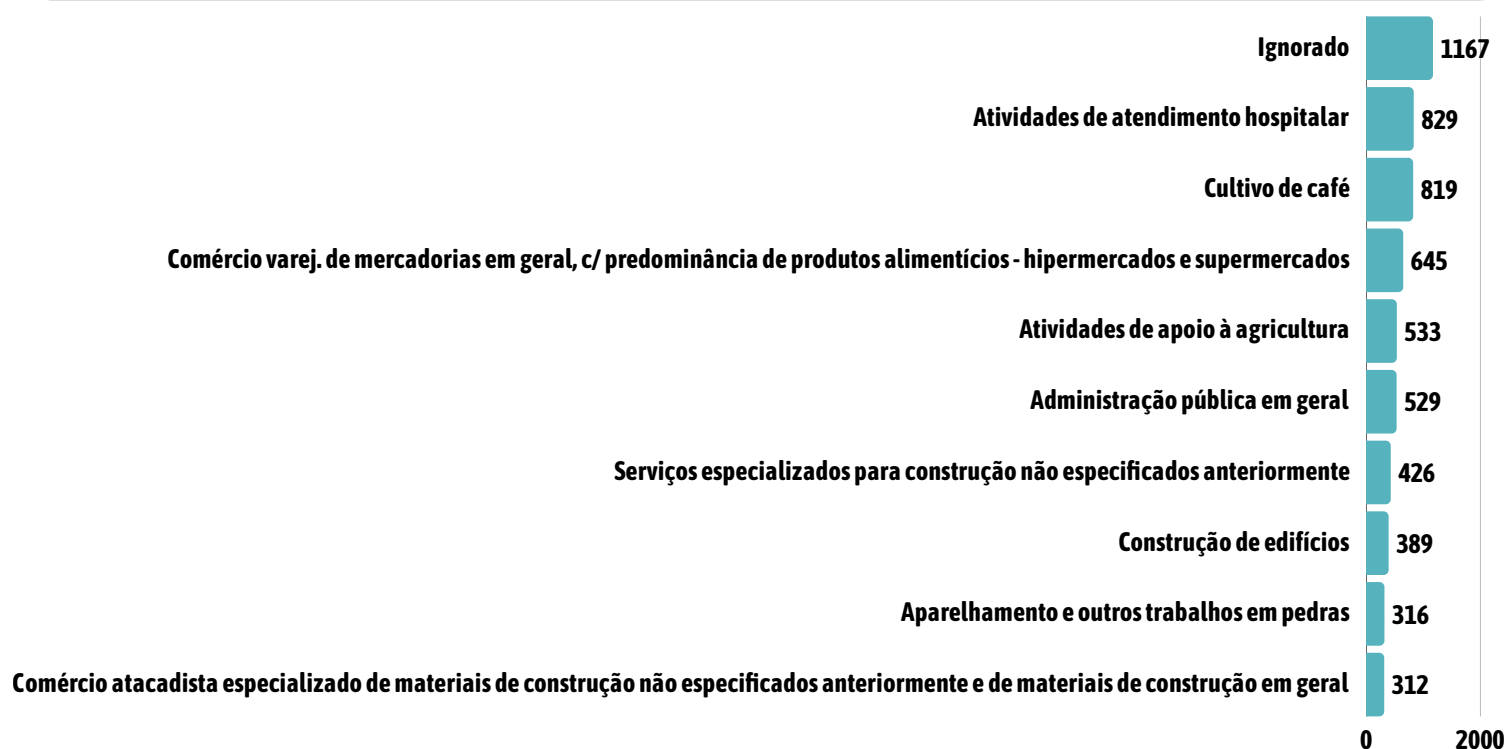 Ignorado 1167
Atividades de atendimento hospitalar 829
Cultivo de café 819
Comércio varej. de mercadorias em geral, c/ predominância de produtos alimentícios - hipermercados e supermercados 645
Atividades de apoio à agricultura 533
Administração pública em geral 529
Serviços especializados para construção não especificados anteriormente 426
Construção de edifícios 389
Aparelhamento e outros trabalhos em pedras 316
Comércio atacadista especializado de materiais de construção não especificados anteriormente e de materiais de construção em geral 312
0 2000